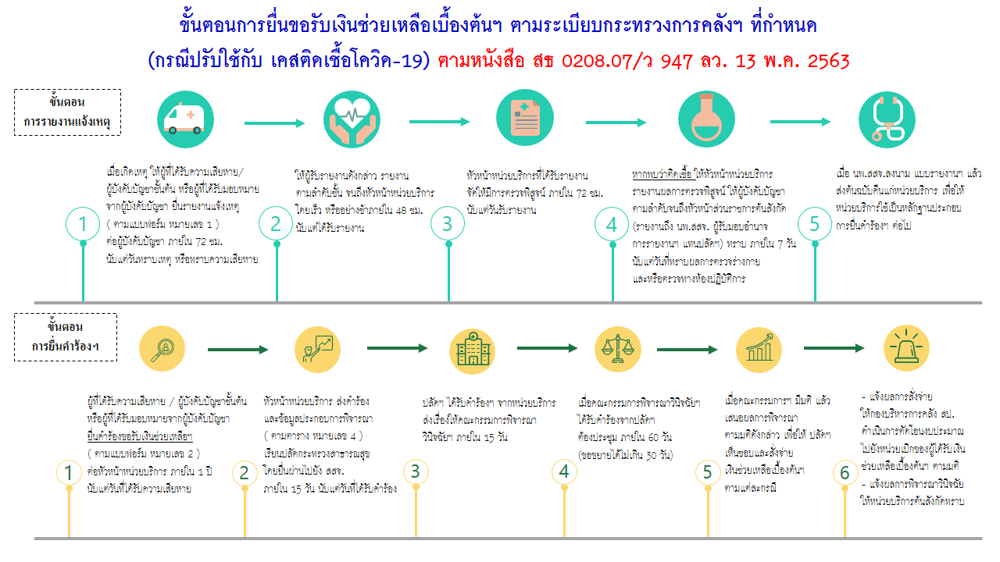 ขั้นตอนการยื่นขอรับเงินช่วยเหลือเบื้องต้นฯ ตามระเบียบกระทรวงการคลังฯ ที่กำหนด
(กรณีปรับใช้กับ เคสติดเชื้อโควิด-19) ตามหนังสือ สธ 0208.07/ว 947 ลว. 13 พ.ค. 2563
ขั้นตอน
การรายงานแจ้งเหตุ
1
เมื่อเกิดเหตุ ให้ผู้ที่ได้รับความเสียหาย/
ผู้บังคับบัญชาชั้นต้น หรือผู้ที่ได้รับมอบหมาย
จากผู้บังคับบัญชา ยื่นรายงานแจ้งเหตุ
( ตามแบบฟอร์ม หมายเลข 1 )
ต่อผู้บังคับบัญชา ภายใน 72 ชม.
นับแต่วันทราบเหตุ หรือทราบความเสียหาย
2
ให้ผู้รับรายงานดังกล่าว รายงาน
ตามลำดับชั้น จนถึงหัวหน้าหน่วยบริการ
โดยเร็ว หรืออย่างช้าภายใน 48 ชม.
นับแต่ได้รับรายงาน
3
หัวหน้าหน่วยบริการที่ได้รับรายงาน
จัดให้มีการตรวจพิสูจน์ ภายใน 72 ชม.
นับแต่วันรับรายงาน
4
หากพบว่าติดเชื้อ ให้หัวหน้าหน่วยบริการ
รายงานผลการตรวจพิสูจน์ ให้ผู้บังคับบัญชา
ตามลำดับจนถึงหัวหน้าส่วนราชการต้นสังกัด
(รายงานถึง นพ.สสจ. ผู้รับมอบอำนาจ
การรายงานฯ แทนปลัดฯ) ทราบ ภายใน 7 วัน
นับแต่วันที่ทราบผลการตรวจร่างกาย
และหรือตรวจทางห้องปฏิบัติการ
5
เมื่อ นพ.สสจ.ลงนาม แบบรายงานฯ แล้ว
ส่งต้นฉบับคืนแก่หน่วยบริการ เพื่อให้
หน่วยบริการใช้เป็นหลักฐานประกอบ
การยื่นคำร้องฯ ต่อไป
ขั้นตอน
การยื่นคำร้องฯ
1
ผู้ที่ได้รับความเสียหาย / ผู้บังคับบัญชาชั้นต้น
หรือผู้ที่ได้รับมอบหมายจากผู้บังคับบัญชา
ยื่นคำร้องขอรับเงินช่วยเหลือฯ
( ตามแบบฟอร์ม หมายเลข 2 )
ต่อหัวหน้าหน่วยบริการ ภายใน 1 ปี
นับแต่วันที่ได้รับความเสียหาย
2
หัวหน้าหน่วยบริการ ส่งคำร้อง
และข้อมูลประกอบการพิจารณา
( ตามตาราง หมายเลข 4 )
เรียนปลัดกระทรวงสาธารณสุข
โดยยื่นผ่านไปยัง สสจ.
ภายใน 15 วัน นับแต่วันที่ได้รับคำร้อง
3
ปลัดฯ ได้รับคำร้องฯ จากหน่วยบริการ
ส่งเรื่องให้คณะกรรมการพิจารณา
วินิจฉัยฯ ภายใน 15 วัน
4
เมื่อคณะกรรมการพิจารณาวินิจฉัยฯ
ได้รับคำร้องจากปลัดฯ
ต้องประชุม ภายใน 60 วัน
(ขอขยายได้ไม่เกิน 30 วัน)
5
เมื่อคณะกรรมการฯ มีมติ แล้ว
เสนอผลการพิจารณา
ตามมติดังกล่าว เพื่อให้ ปลัดฯ
เห็นชอบและสั่งจ่าย
เงินช่วยเหลือเบื้องต้นฯ
ตามแต่ละกรณี
6
- แจ้งผลการสั่งจ่าย
ให้กองบริหารการคลัง สป.
ดำเนินการตัดโอนงบประมาณ
ไปยังหน่วยเบิกของผู้ได้รับเงิน
ช่วยเหลือเบื้องต้นฯ ตามมติ
- แจ้งผลการพิจารณาวินิจฉัย
ให้หน่วยบริการต้นสังกัดทราบ